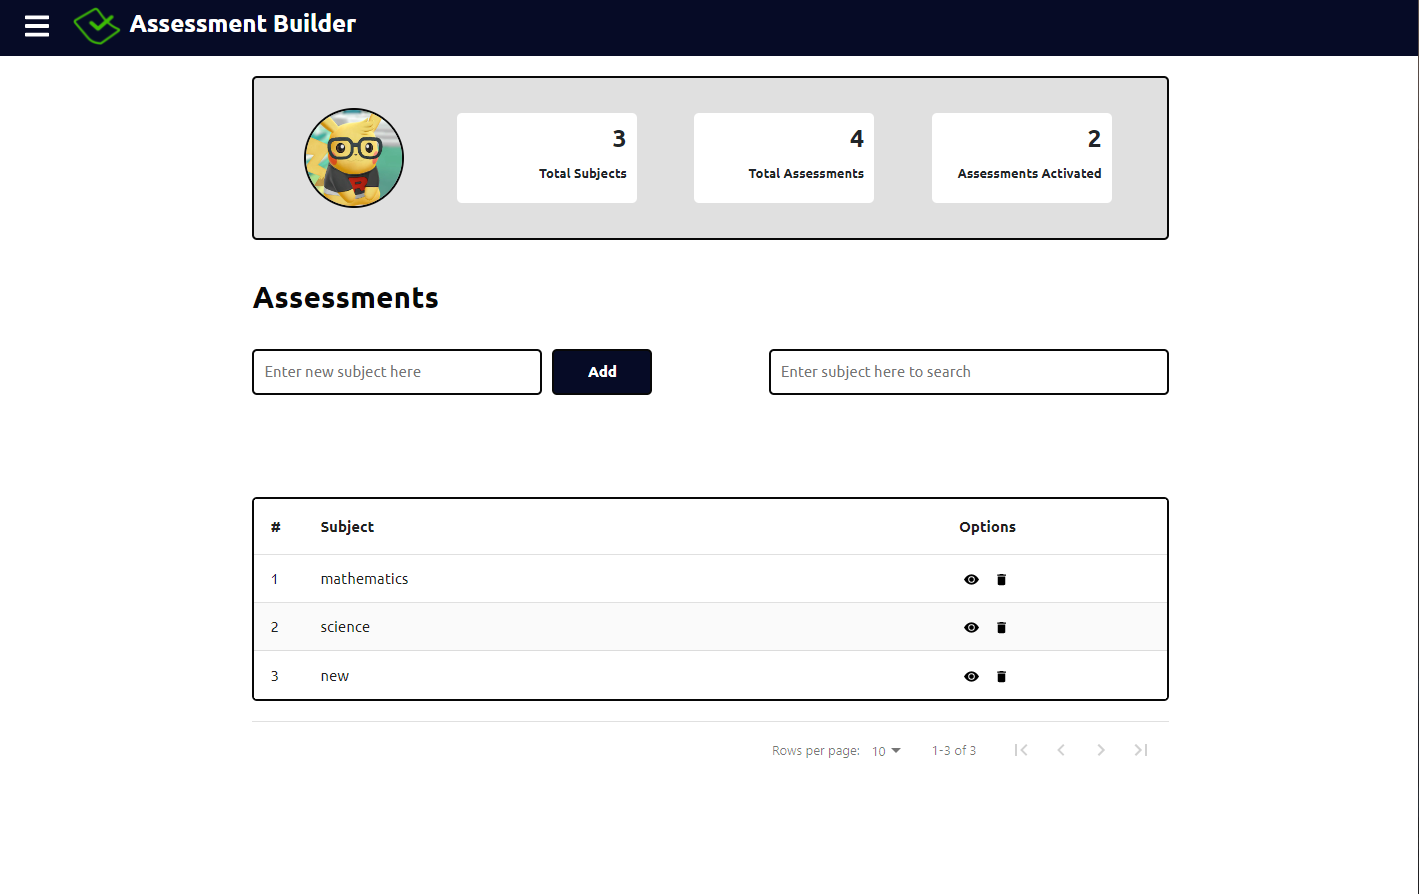 Assessment Builder
3
Total Subjects
4
Total Assessments
2
Assessments Activated
Assessments
Enter new subject here
Add
Enter subject here to search
# Subject Options
1 mathematics
2 science
3 new
Rows per page: 10 1-3 of 3